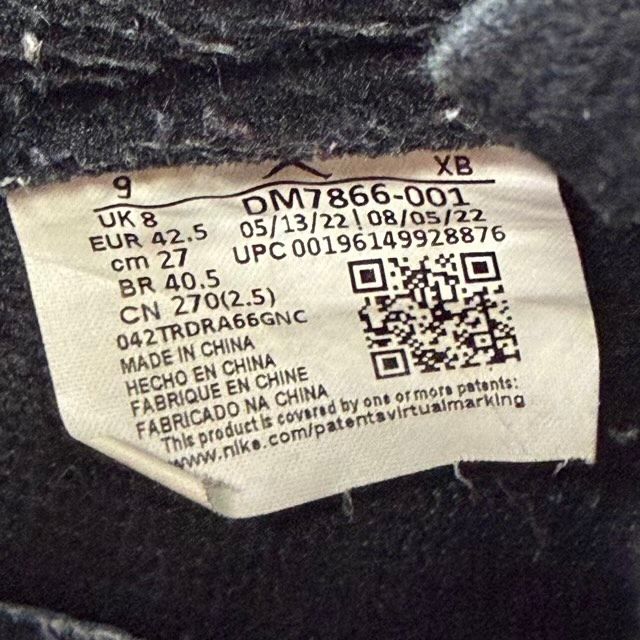 9 XB
UK 8 DM7866-001
EUR 42.5 05/13/22 | 08/05/22
cm 27 UPC 00196149928876
BR 40.5
CN 270(2.5)
042TRDRA66GNC
MADE IN CHINA
HECHO EN CHINA
FABRIQUE EN CHINE
FABRICADO NA CHINA
This product is covered by one or more patents:
www.nike.com/patentsvirtualmarking